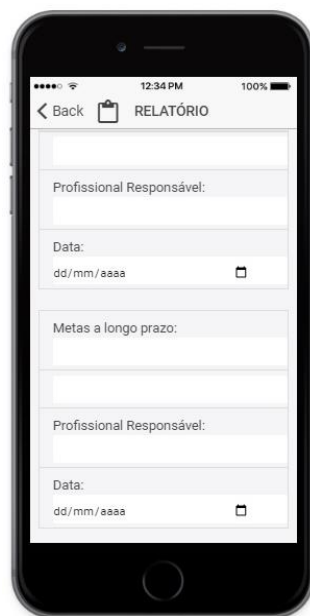 12:34 PM 100%
Back RELATÓRIO
Profissional Responsável:
Data:
dd/mm/aaaa
Metas a longo prazo:
Profissional Responsável:
Data:
dd/mm/aaaa